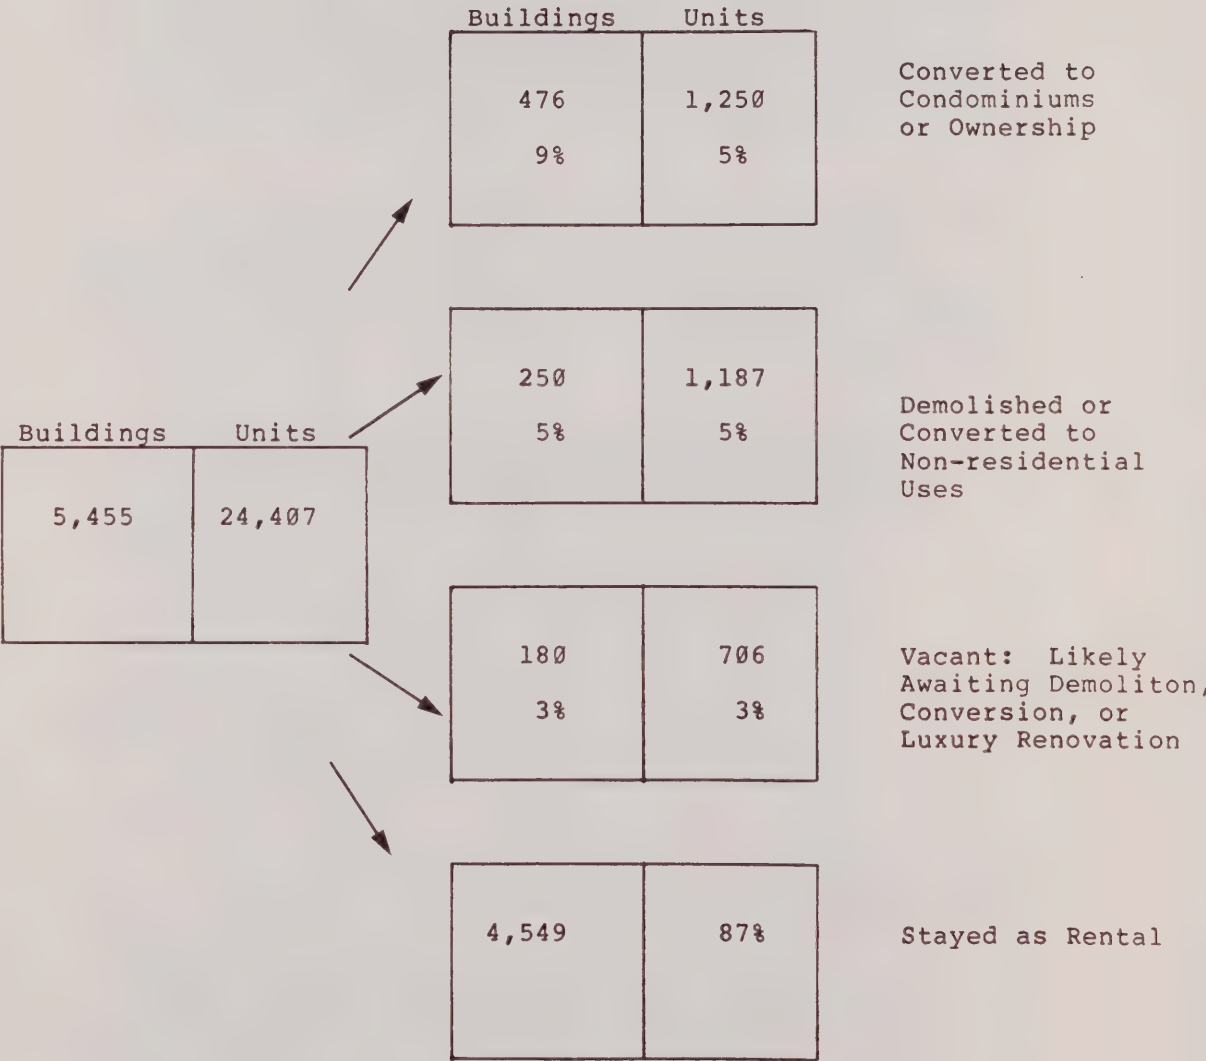 Buildings Units
476 1,250
9% 5%
Converted to
Condominiums
or Ownership
250 1,187
5% 5%
Demolished or
Converted to
Non-residential
Uses
Buildings Units
5,455 24,407
180 706
3% 3%
Vacant: Likely
Awaiting Demoliton,
Conversion, or
Luxury Renovation
4,549 87%
Stayed as Rental